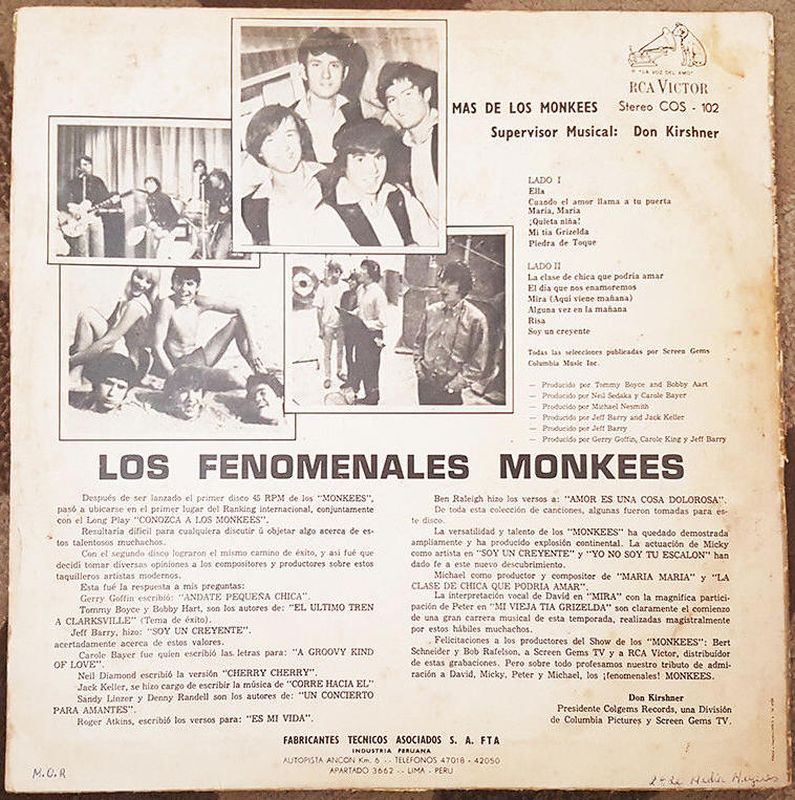 "LA VOZ DEL AMO"
RCA VICTOR
MAS DE LOS MONKEES Stereo COS - 102
Supervisor Musical: Don Kirshner
LADO I
Ella
Cuando el amor llama a tu puerta
Maria, Maria
¡Quieta niña!
Mi tia Grizelda
Piedra de Toque
LADO II
La clase de chica que podria amar
El dia que nos enamoremos
Mira (Aqui viene mañana)
Alguna vez en la mañana
Risa
Soy un creyente
Todas las selecciones publicadas por Screen Gems
Columbia Music Inc.
— Producido por Tommy Boyce and Bobby Aart
— Producido por Neil Sedaka y Carole Bayer
— Producido por Michael Nesmith
— Producido por Jeff Barry and Jack Keller
— Producido por Jeff Barry
— Producido por Gerry Goffin, Carole King y Jeff Barry
LOS FENOMENALES MONKEES
Después de ser lanzado el primer disco 45 RPM de los "MONKEES",
pasó a ubicarse en el primer lugar del Ranking internacional, conjuntamente
con el Long Play "CONOZCA A LOS MONKEES".
Resultaria difícil para cualquiera discutir ú objetar algo acerca de es-
tos talentosos muchachos.
Con el segundo disco lograron el mismo camino de éxito, y asi fué que
decidi tomar diversas opiniones a los compositores y productores sobre estos
taquilleros artistas modernos.
Esta fué la respuesta a mis preguntas:
Gerry Goffin escribió: "ANDATE PEQUEÑA CHICA".
Tommy Boyce y Bobby Hart, son los autores de: "EL ULTIMO TREN
A CLARKSVILLE" (Tema de éxito).
Jeff Barry, hizo: "SOY UN CREYENTE".
acertadamente acerca de estos valores.
Carole Bayer fue quien escribió las letras para: "A GROOVY KIND
OF LOVE".
Neil Diamond escribió la versión "CHERRY CHERRY".
Jack Keller, se hizo cargo de escribir la música de "CORRE HACIA EL"
Sandy Linzer y Denny Randell son los autores de: "UN CONCIERTO
PARA AMANTES".
Roger Atkins, escribió los versos para: "ES MI VIDA".
Ben Raleigh hizo los versos a: "AMOR ES UNA COSA DOLOROSA".
De toda esta colección de canciones, algunas fueron tomadas para es-
te disco.
La versatilidad y talento de los "MONKEES" ha quedado demostrada
ampliamente y ha producido explosión continental. La actuación de Micky
como artista en "SOY UN CREYENTE" y "YO NO SOY TU ESCALON" han
dado fe a este nuevo descubrimiento.
Michael como productor y compositor de "MARIA MARIA" y "LA
CLASE DE CHICA QUE PODRIA AMAR".
La interpretación vocal de David en "MIRA" con la magnífica partici-
pación de Peter en "MI VIEJA TIA GRIZELDA" son claramente el comienzo
de una gran carrera musical de esta temporada, realizadas magistralmente
por estos hábiles muchachos.
Felicitaciones a los productores del Show de los "MONKEES": Bert
Schneider y Bob Rafelson, a Screen Gems TV y a RCA Victor, distribuidor
de estas grabaciones. Pero sobre todo profesamos nuestro tributo de admi-
ración a David, Micky, Peter y Michael, los ¡fenomenales! MONKEES.
Don Kirshner
Presidente Colgems Records, una División
de Columbia Pictures y Screen Gems TV.
FABRICANTES TECNICOS ASOCIADOS S. A. FTA
INDUSTRIA PERUANA
AUTOPISTA ANCON Km. 6 -- TELEFONOS 47018 - 42050
APARTADO 3662 -- LIMA - PERU
M.O.R